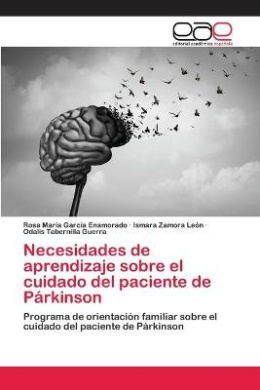 eae
editorial académica española
Rosa María García Enamorado · Ismara Zamora León ·
Odalis Tabernilla Guerra
Necesidades de
aprendizaje sobre el
cuidado del paciente de
Párkinson
Programa de orientación familiar sobre el
cuidado del paciente de Párkinson